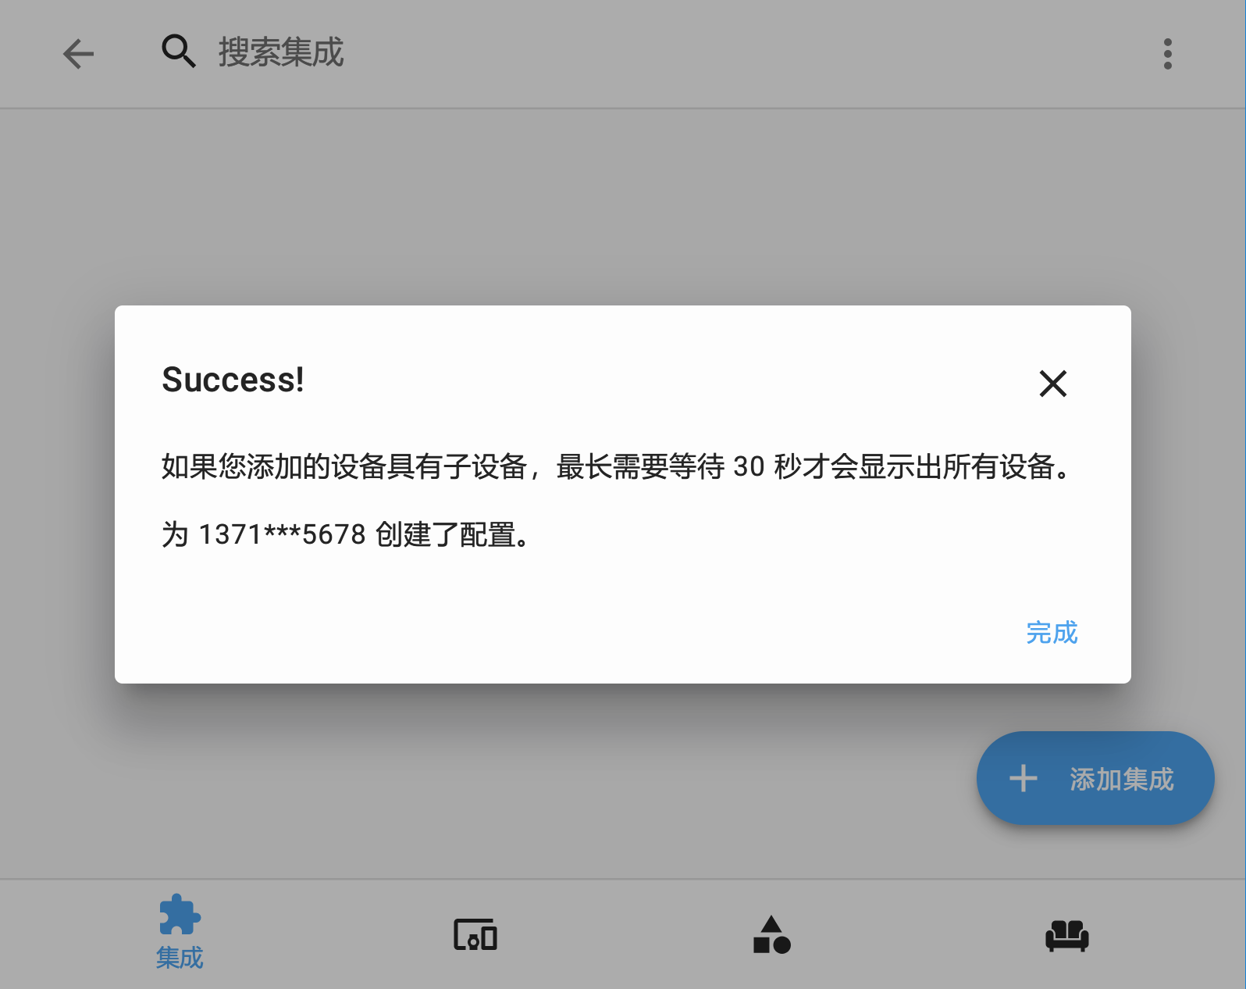 搜索集成
Success!
如果您添加的设备具有子设备，最长需要等待 30 秒才会显示出所有设备。
为 1371***5678 创建了配置。
完成
添加集成
集成